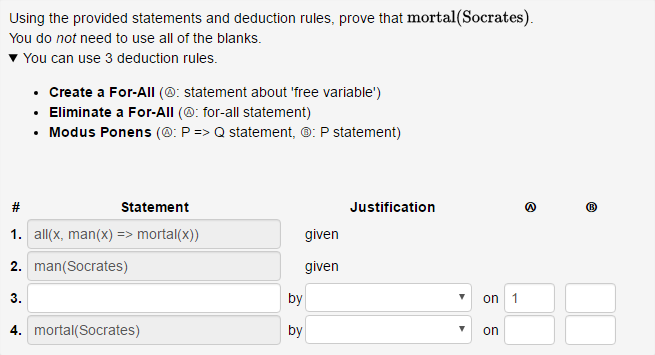 Using the provided statements and deduction rules, prove that mortal(Socrates).
You do not need to use all of the blanks.
▼ You can use 3 deduction rules.
• Create a For-All (Ⓐ: statement about 'free variable')
• Eliminate a For-All (Ⓐ: for-all statement)
• Modus Ponens (Ⓐ: P => Q statement, Ⓑ: P statement)
# Statement Justification Ⓐ Ⓑ
1. all(x, man(x) => mortal(x)) given
2. man(Socrates) given
3. by ▼ on 1
4. mortal(Socrates) by ▼ on